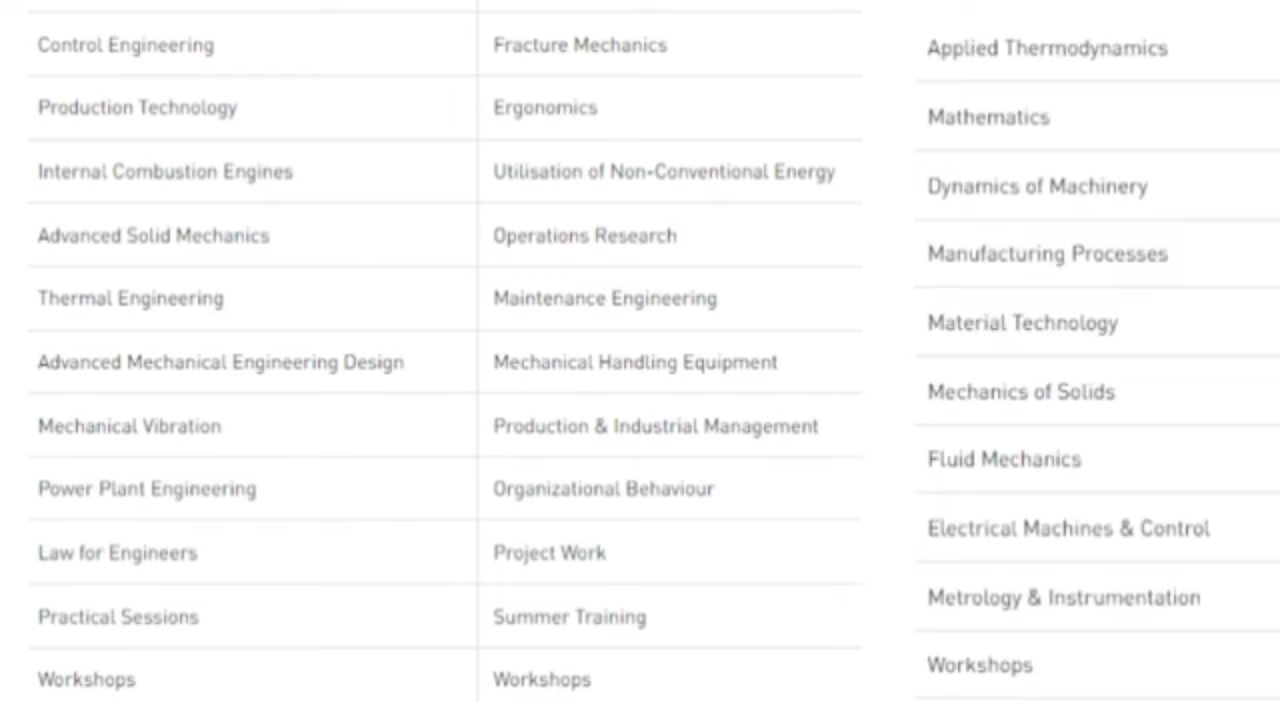 Control Engineering
Fracture Mechanics
Production Technology
Ergonomics
Internal Combustion Engines
Utilisation of Non-Conventional Energy
Advanced Solid Mechanics
Operations Research
Thermal Engineering
Maintenance Engineering
Advanced Mechanical Engineering Design
Mechanical Handling Equipment
Mechanical Vibration
Production & Industrial Management
Power Plant Engineering
Organizational Behaviour
Law for Engineers
Project Work
Practical Sessions
Summer Training
Workshops
Workshops
Applied Thermodynamics
Mathematics
Dynamics of Machinery
Manufacturing Processes
Material Technology
Mechanics of Solids
Fluid Mechanics
Electrical Machines & Control
Metrology & Instrumentation
Workshops